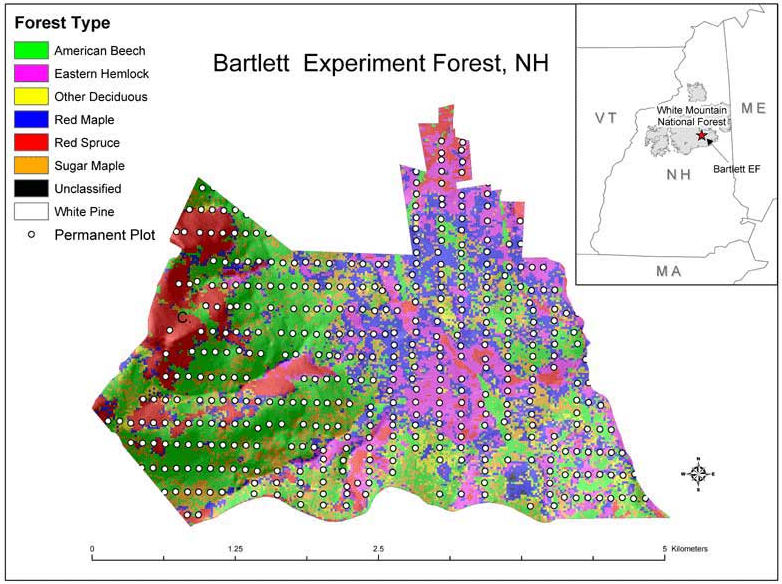 Forest Type
American Beech
Eastern Hemlock
Other Deciduous
Red Maple
Red Spruce
Sugar Maple
Unclassified
White Pine
Permanent Plot
Bartlett Experiment Forest, NH
VT
ME
White Mountain
National Forest
Bartlett EF
NH
MA
C
N
W
E
S
0
1.25
2.5
5 Kilometers